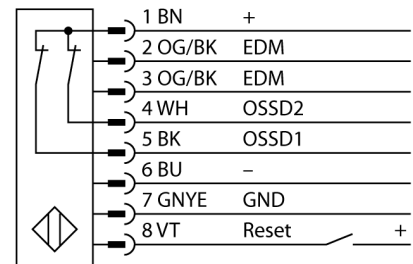 1 BN +
2 OG/BK EDM
3 OG/BK EDM
4 WH OSSD2
5 BK OSSD1
6 BU –
7 GNYE GND
8 VT Reset +